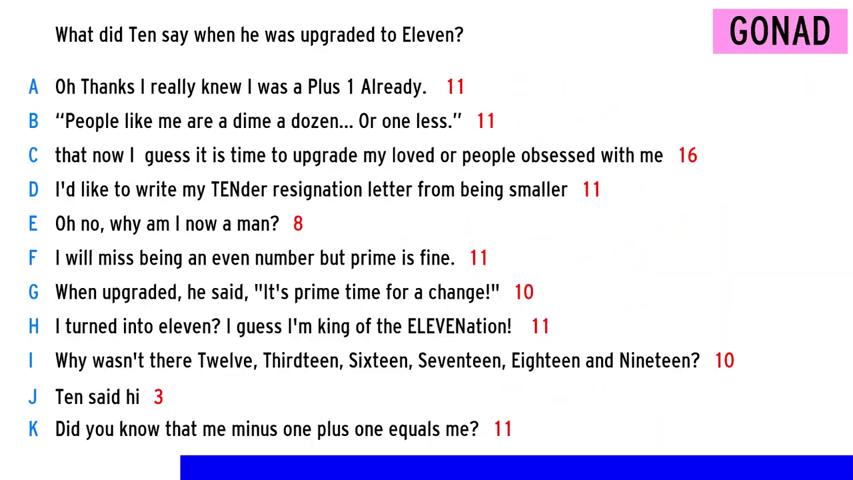 What did Ten say when he was upgraded to Eleven?
GONAD
A Oh Thanks I really knew I was a Plus 1 Already. 11
B “People like me are a dime a dozen... Or one less.” 11
C that now I guess it is time to upgrade my loved or people obsessed with me 16
D I'd like to write my TENder resignation letter from being smaller 11
E Oh no, why am I now a man? 8
F I will miss being an even number but prime is fine. 11
G When upgraded, he said, "It's prime time for a change!" 10
H I turned into eleven? I guess I'm king of the ELEVENation! 11
I Why wasn't there Twelve, Thirdteen, Sixteen, Seventeen, Eighteen and Nineteen? 10
J Ten said hi 3
K Did you know that me minus one plus one equals me? 11